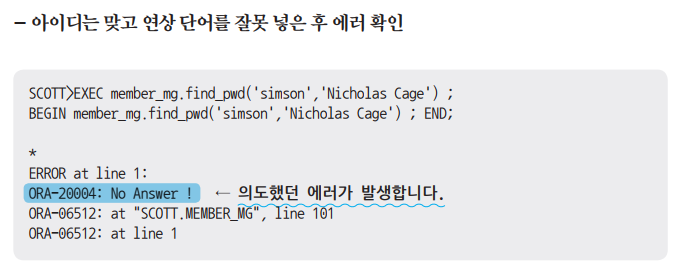 - 아이디는 맞고 연상 단어를 잘못 넣은 후 에러 확인
SCOTT>EXEC member_mg.find_pwd('simson','Nicholas Cage') ;
BEGIN member_mg.find_pwd('simson','Nicholas Cage') ; END;
*
ERROR at line 1:
ORA-20004: No Answer ! ← 의도했던 에러가 발생합니다.
ORA-06512: at "SCOTT.MEMBER_MG", line 101
ORA-06512: at line 1